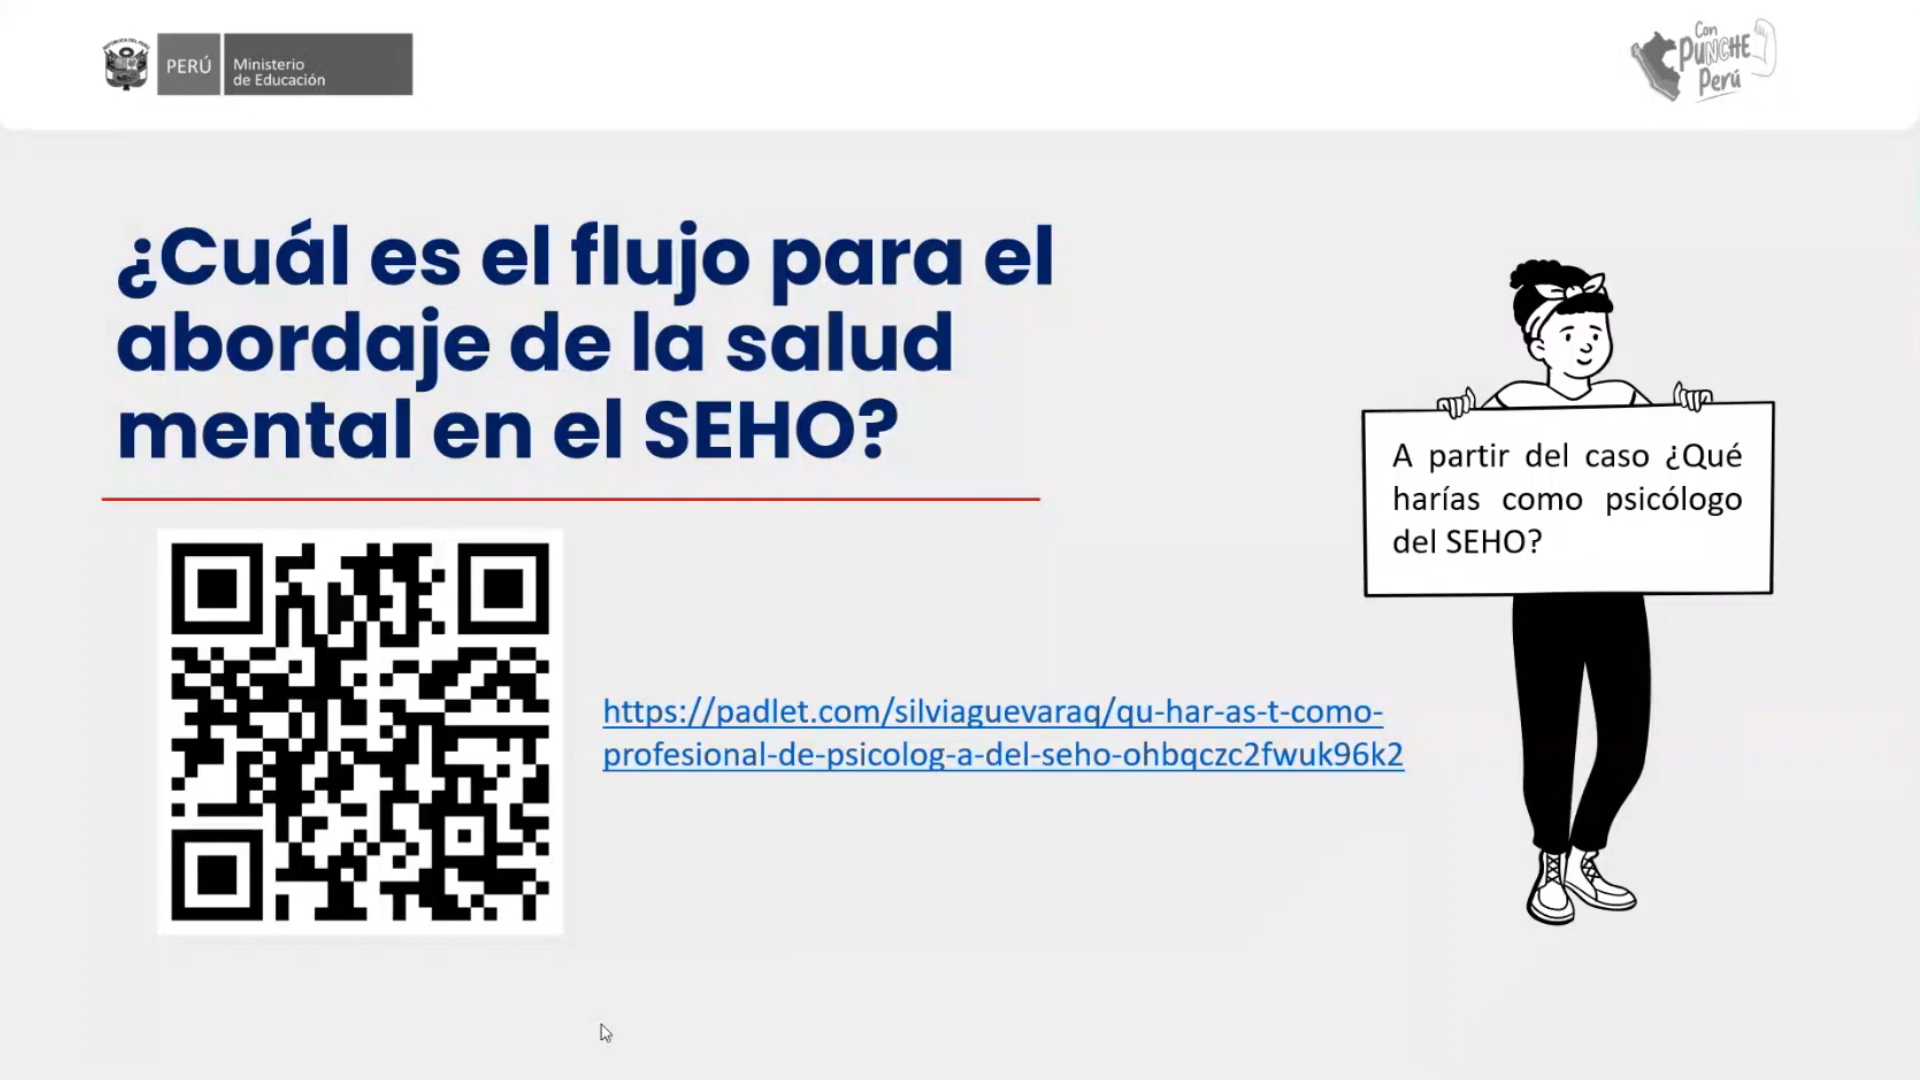 PERÚ
Ministerio
de Educación
Con
PUNCHE
Perú
¿Cuál es el flujo para el
abordaje de la salud
mental en el SEHO?
A partir del caso ¿Qué
harías como psicólogo
del SEHO?
https://padlet.com/silviaguevaraq/qu-har-as-t-como-
profesional-de-psicolog-a-del-seho-ohbqczc2fwuk96k2